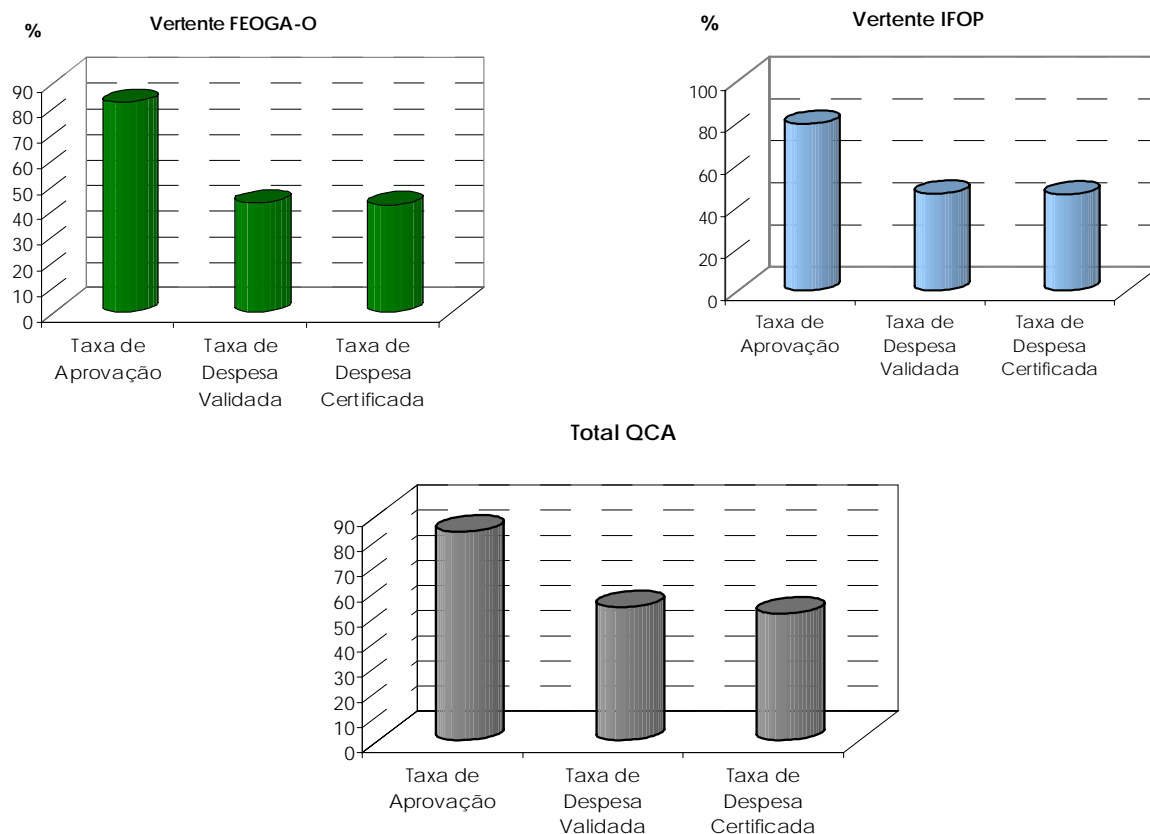 %
Vertente FEOGA-O
90
80
70
60
50
40
30
20
10
0
Taxa de
Aprovação
Taxa de
Despesa
Validada
Taxa de
Despesa
Certificada
%
Vertente IFOP
100
80
60
40
20
0
Taxa de
Aprovação
Taxa de
Despesa
Validada
Taxa de
Despesa
Certificada
Total QCA
90
80
70
60
50
40
30
20
10
0
Taxa de
Aprovação
Taxa de
Despesa
Validada
Taxa de
Despesa
Certificada